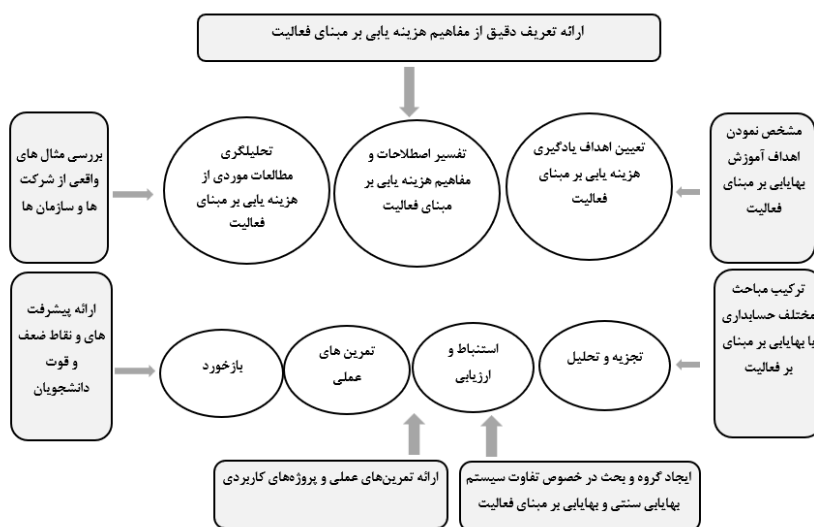 ارائه تعریف دقیق از مفاهیم هزینه یابی بر مبنای فعالیت
مشخص نمودن
اهداف آموزش
بهایابی بر مبنای
فعالیت
تعیین اهداف یادگیری
هزینه یابی بر مبنای
فعالیت
تفسیر اصطلاحات و
مفاهیم هزینه یابی بر
مبنای فعالیت
تحلیلگری
مطالعات موردی از
هزینه یابی بر مبنای
فعالیت
بررسی مثال های
واقعی از شرکت
ها و سازمان ها
ترکیب مباحث
مختلف حسابداری
با بهایابی بر مبنای
بر فعالیت
تجزیه و تحلیل
استنباط و
ارزیابی
تمرین های
عملی
بازخورد
ارائه پیشرفت
های و نقاط ضعف
و قوت
دانشجویان
ایجاد گروه و بحث در خصوص تفاوت سیستم
بهایابی سنتی و بهایابی بر مبنای فعالیت
ارائه تمرین‌های عملی و پروژه‌های کاربردی